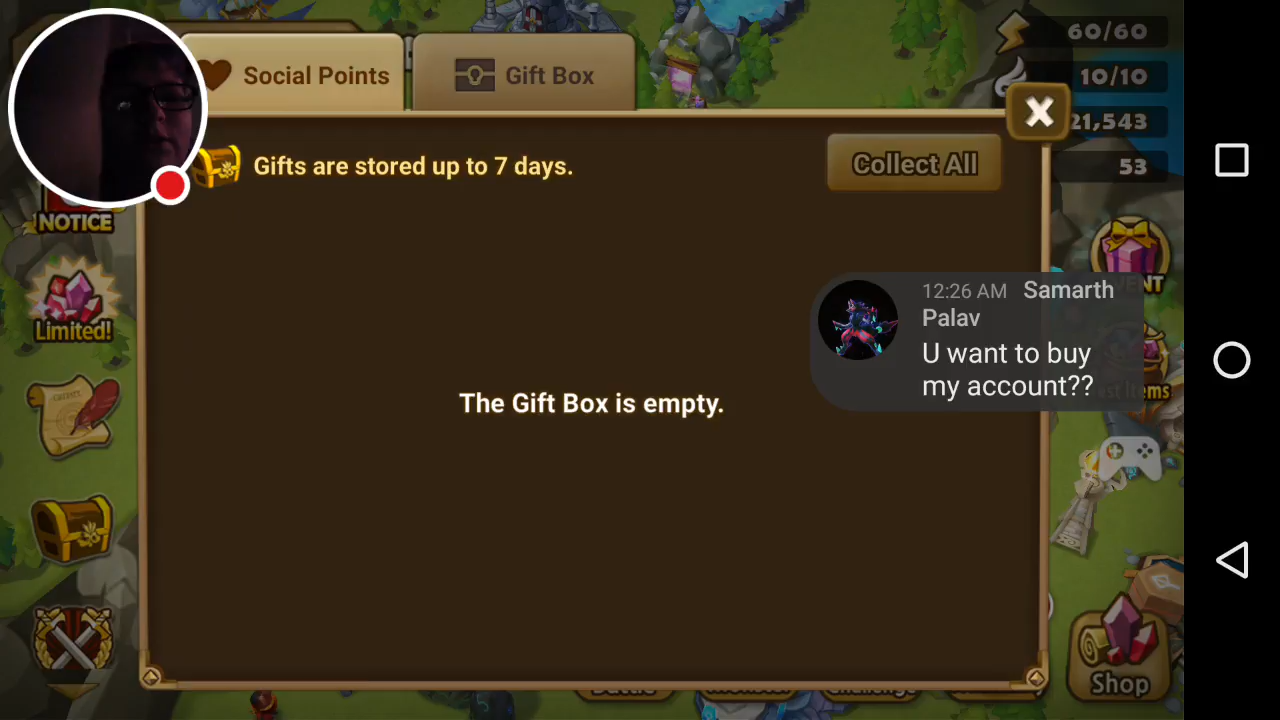 60/60
Social Points
Gift Box
10/10
21,543
Gifts are stored up to 7 days.
Collect All
53
NOTICE
12:26 AM Samarth
Palav
U want to buy
my account??
Limited!
The Gift Box is empty.
Shop